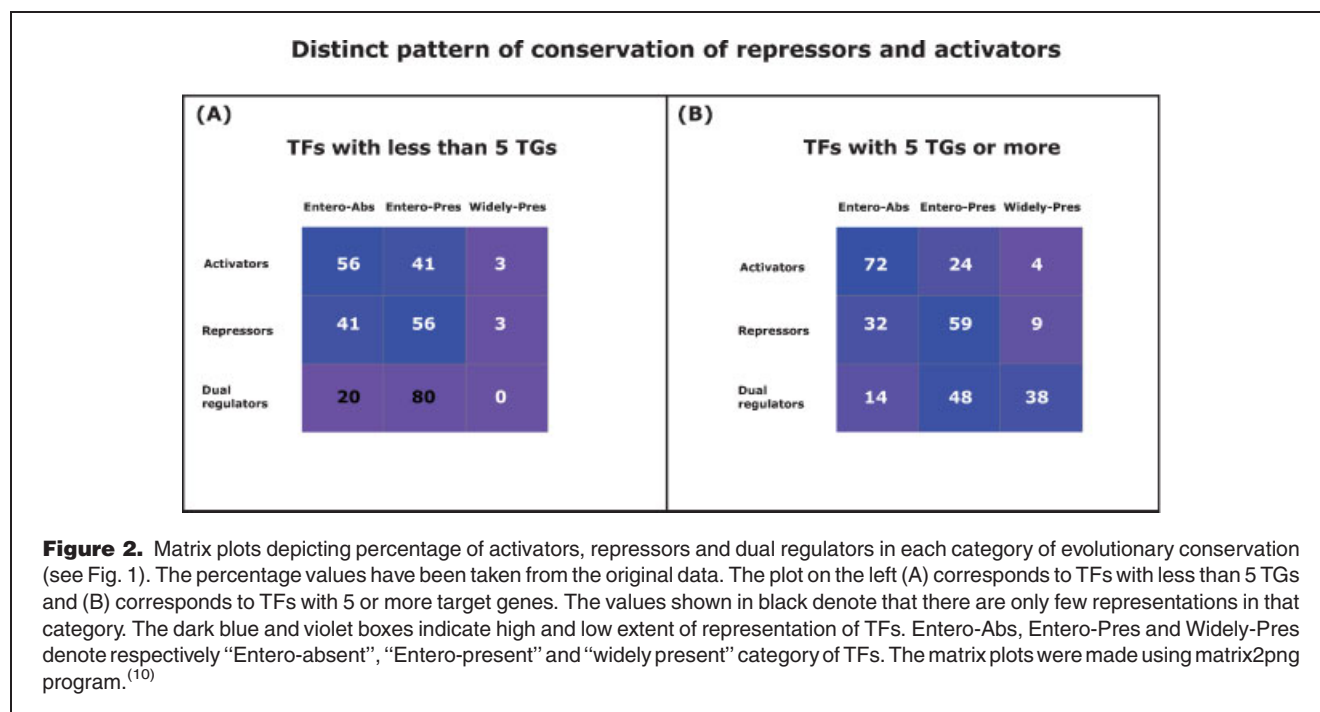 Distinct pattern of conservation of repressors and activators
(A)
TFs with less than 5 TGs
Entero-Abs Entero-Pres Widely-Pres
Activators 56 41 3
Repressors 41 56 3
Dual
regulators 20 80 0
(B)
TFs with 5 TGs or more
Entero-Abs Entero-Pres Widely-Pres
Activators 72 24 4
Repressors 32 59 9
Dual
regulators 14 48 38
Figure 2. Matrix plots depicting percentage of activators, repressors and dual regulators in each category of evolutionary conservation
(see Fig. 1). The percentage values have been taken from the original data. The plot on the left (A) corresponds to TFs with less than 5 TGs
and (B) corresponds to TFs with 5 or more target genes. The values shown in black denote that there are only few representations in that
category. The dark blue and violet boxes indicate high and low extent of representation of TFs. Entero-Abs, Entero-Pres and Widely-Pres
denote respectively "Entero-absent", "Entero-present" and "widely present" category of TFs. The matrix plots were made using matrix2png
program.(10)